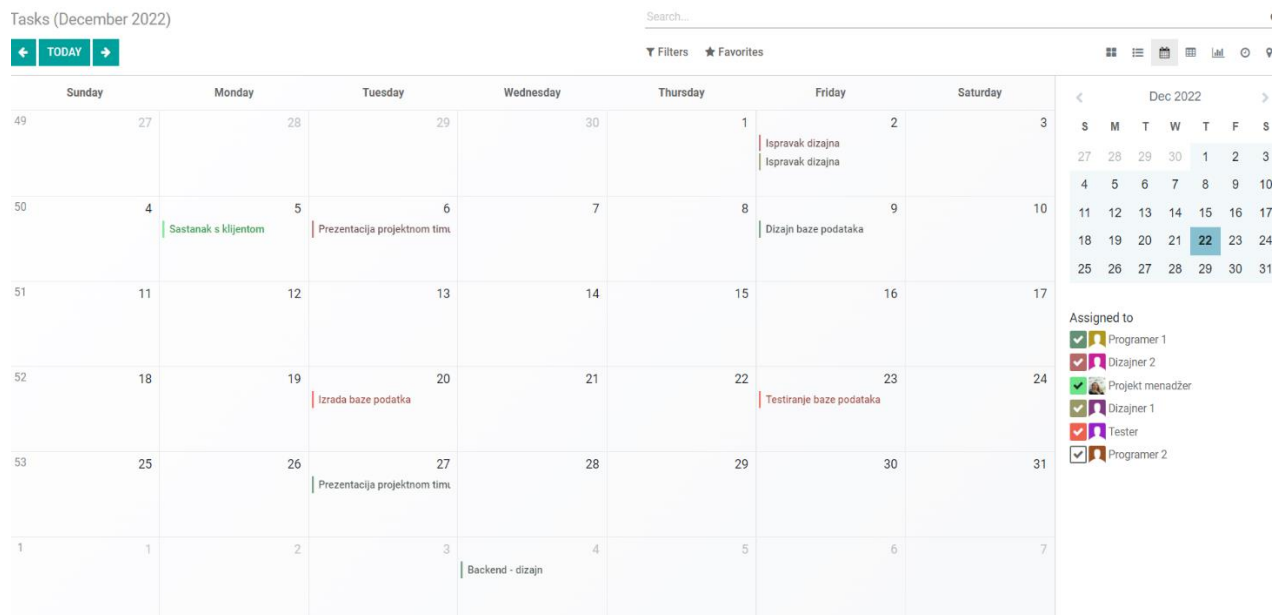 Tasks (December 2022)
Search...
TODAY
Filters Favorites
Sunday Monday Tuesday Wednesday Thursday Friday Saturday
49 27 28 29 30 1 2 3
Ispravak dizajna
Ispravak dizajna
50 4 5 6 7 8 9 10
Sastanak s klijentom Prezentacija projektnom timu Dizajn baze podataka
51 11 12 13 14 15 16 17
52 18 19 20 21 22 23 24
Izrada baze podatka Testiranje baze podataka
53 25 26 27 28 29 30 31
Prezentacija projektnom timu
1 1 2 3 4 5 6 7
Backend - dizajn
Dec 2022
S M T W T F S
27 28 29 30 1 2 3
4 5 6 7 8 9 10
11 12 13 14 15 16 17
18 19 20 21 22 23 24
25 26 27 28 29 30 31
Assigned to
Programer 1
Dizajner 2
Projekt menadžer
Dizajner 1
Tester
Programer 2